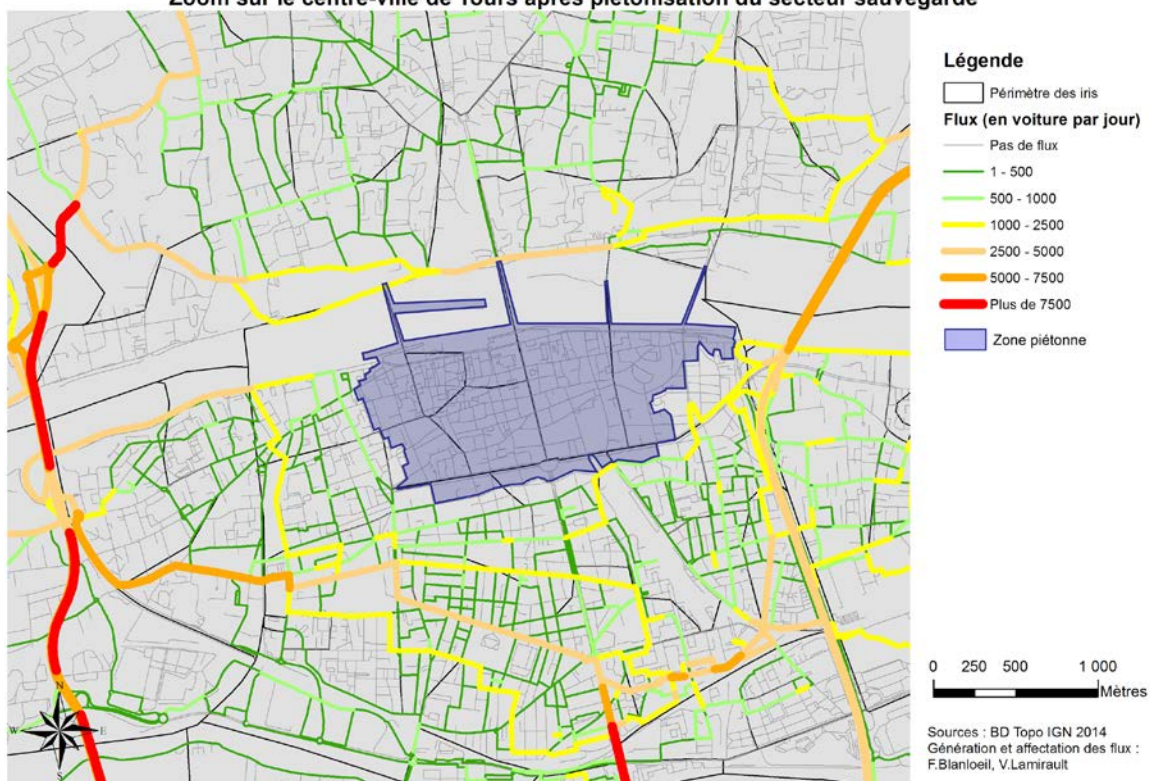 Zoom sur le centre-ville de Tours après piétonisation du secteur sauvegardé
Légende
Périmètre des iris
Flux (en voiture par jour)
Pas de flux
1 - 500
500 - 1000
1000 - 2500
2500 - 5000
5000 - 7500
Plus de 7500
Zone piétonne
N
W
E
S
0 250 500 1 000
Mètres
Sources : BD Topo IGN 2014
Génération et affectation des flux :
F.Blanloeil, V.Lamirault